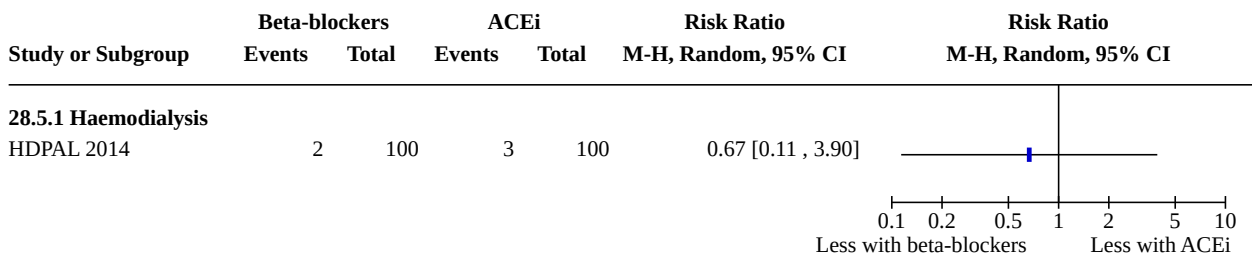 Beta-blockers ACEi Risk Ratio Risk Ratio
Study or Subgroup Events Total Events Total M-H, Random, 95% CI M-H, Random, 95% CI
28.5.1 Haemodialysis
HDPAL 2014 2 100 3 100 0.67 [0.11 , 3.90]
0.1 0.2 0.5 1 2 5 10
Less with beta-blockers Less with ACEi